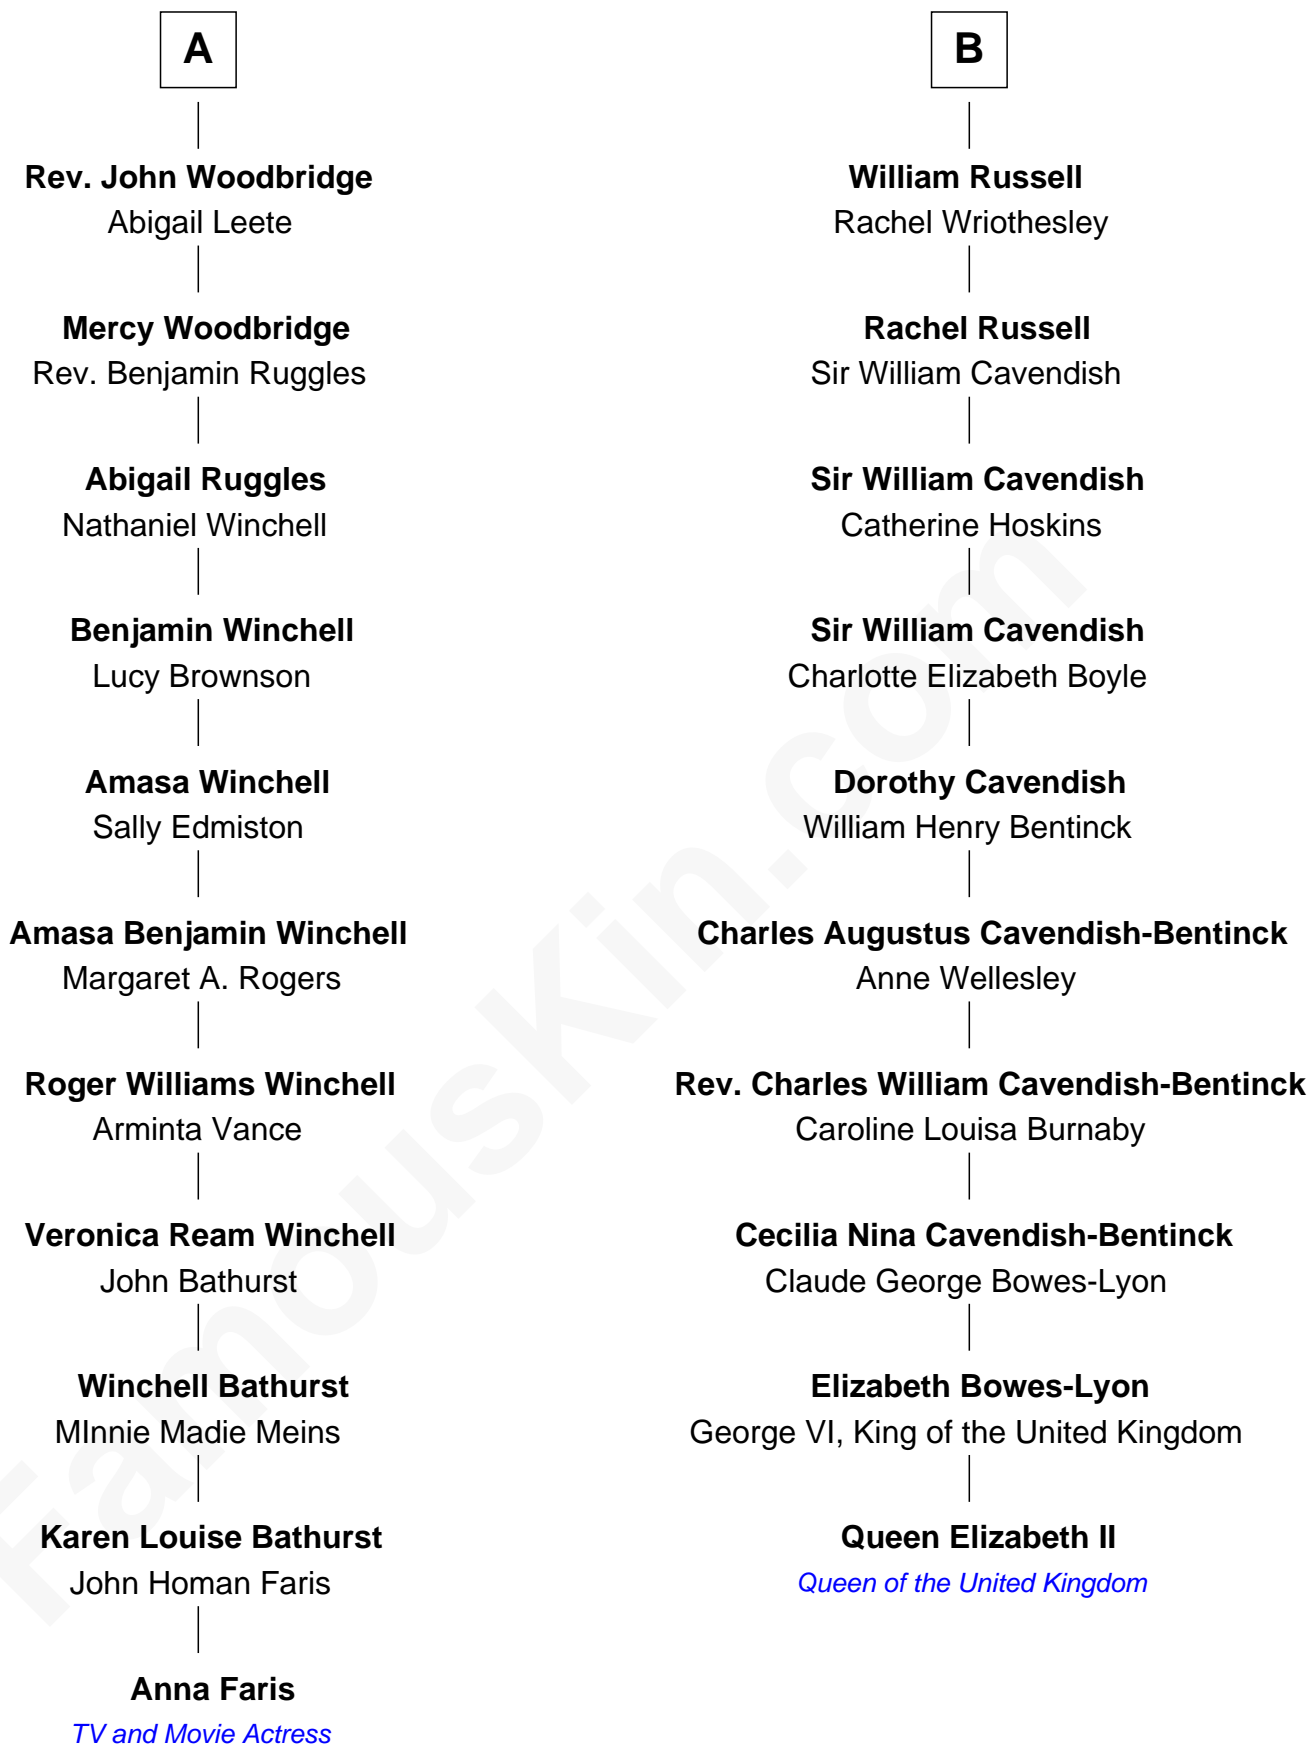 A
Rev. John Woodbridge
Abigail Leete
Mercy Woodbridge
Rev. Benjamin Ruggles
Abigail Ruggles
Nathaniel Winchell
Benjamin Winchell
Lucy Brownson
Amasa Winchell
Sally Edmiston
Amasa Benjamin Winchell
Margaret A. Rogers
Roger Williams Winchell
Arminta Vance
Veronica Ream Winchell
John Bathurst
Winchell Bathurst
MInnie Madie Meins
Karen Louise Bathurst
John Homan Faris
Anna Faris
TV and Movie Actress
B
William Russell
Rachel Wriothesley
Rachel Russell
Sir William Cavendish
Sir William Cavendish
Catherine Hoskins
Sir William Cavendish
Charlotte Elizabeth Boyle
Dorothy Cavendish
William Henry Bentinck
Charles Augustus Cavendish-Bentinck
Anne Wellesley
Rev. Charles William Cavendish-Bentinck
Caroline Louisa Burnaby
Cecilia Nina Cavendish-Bentinck
Claude George Bowes-Lyon
Elizabeth Bowes-Lyon
George VI, King of the United Kingdom
Queen Elizabeth II
Queen of the United Kingdom
FamousKin.com